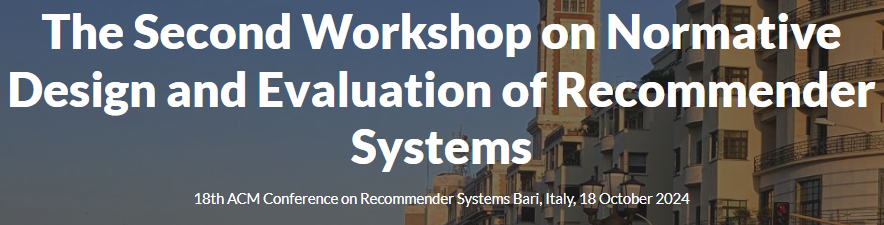 The Second Workshop on Normative
Design and Evaluation of Recommender
Systems
18th ACM Conference on Recommender Systems Bari, Italy, 18 October 2024